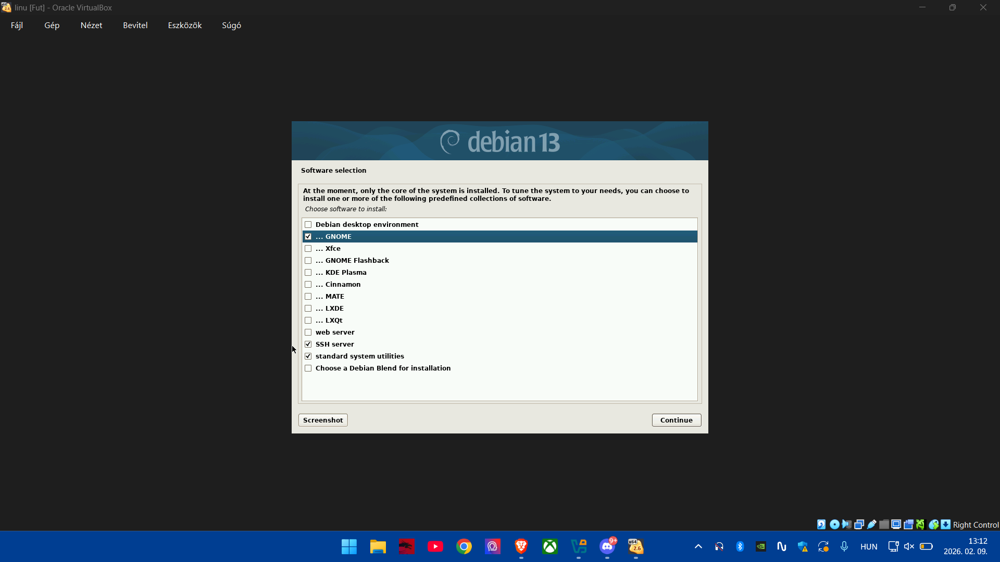 linu [Fut] - Oracle VirtualBox
Fájl Gép Nézet Bevitel Eszközök Súgó
debian 13
Software selection
At the moment, only the core of the system is installed. To tune the system to your needs, you can choose to
install one or more of the following predefined collections of software.
Choose software to install:
Debian desktop environment
... GNOME
... Xfce
... GNOME Flashback
... KDE Plasma
... Cinnamon
... MATE
... LXDE
... LXQt
web server
SSH server
standard system utilities
Choose a Debian Blend for installation
Screenshot Continue
Right Control
9+
x64
2.6
HUN
13:12
2026. 02. 09.